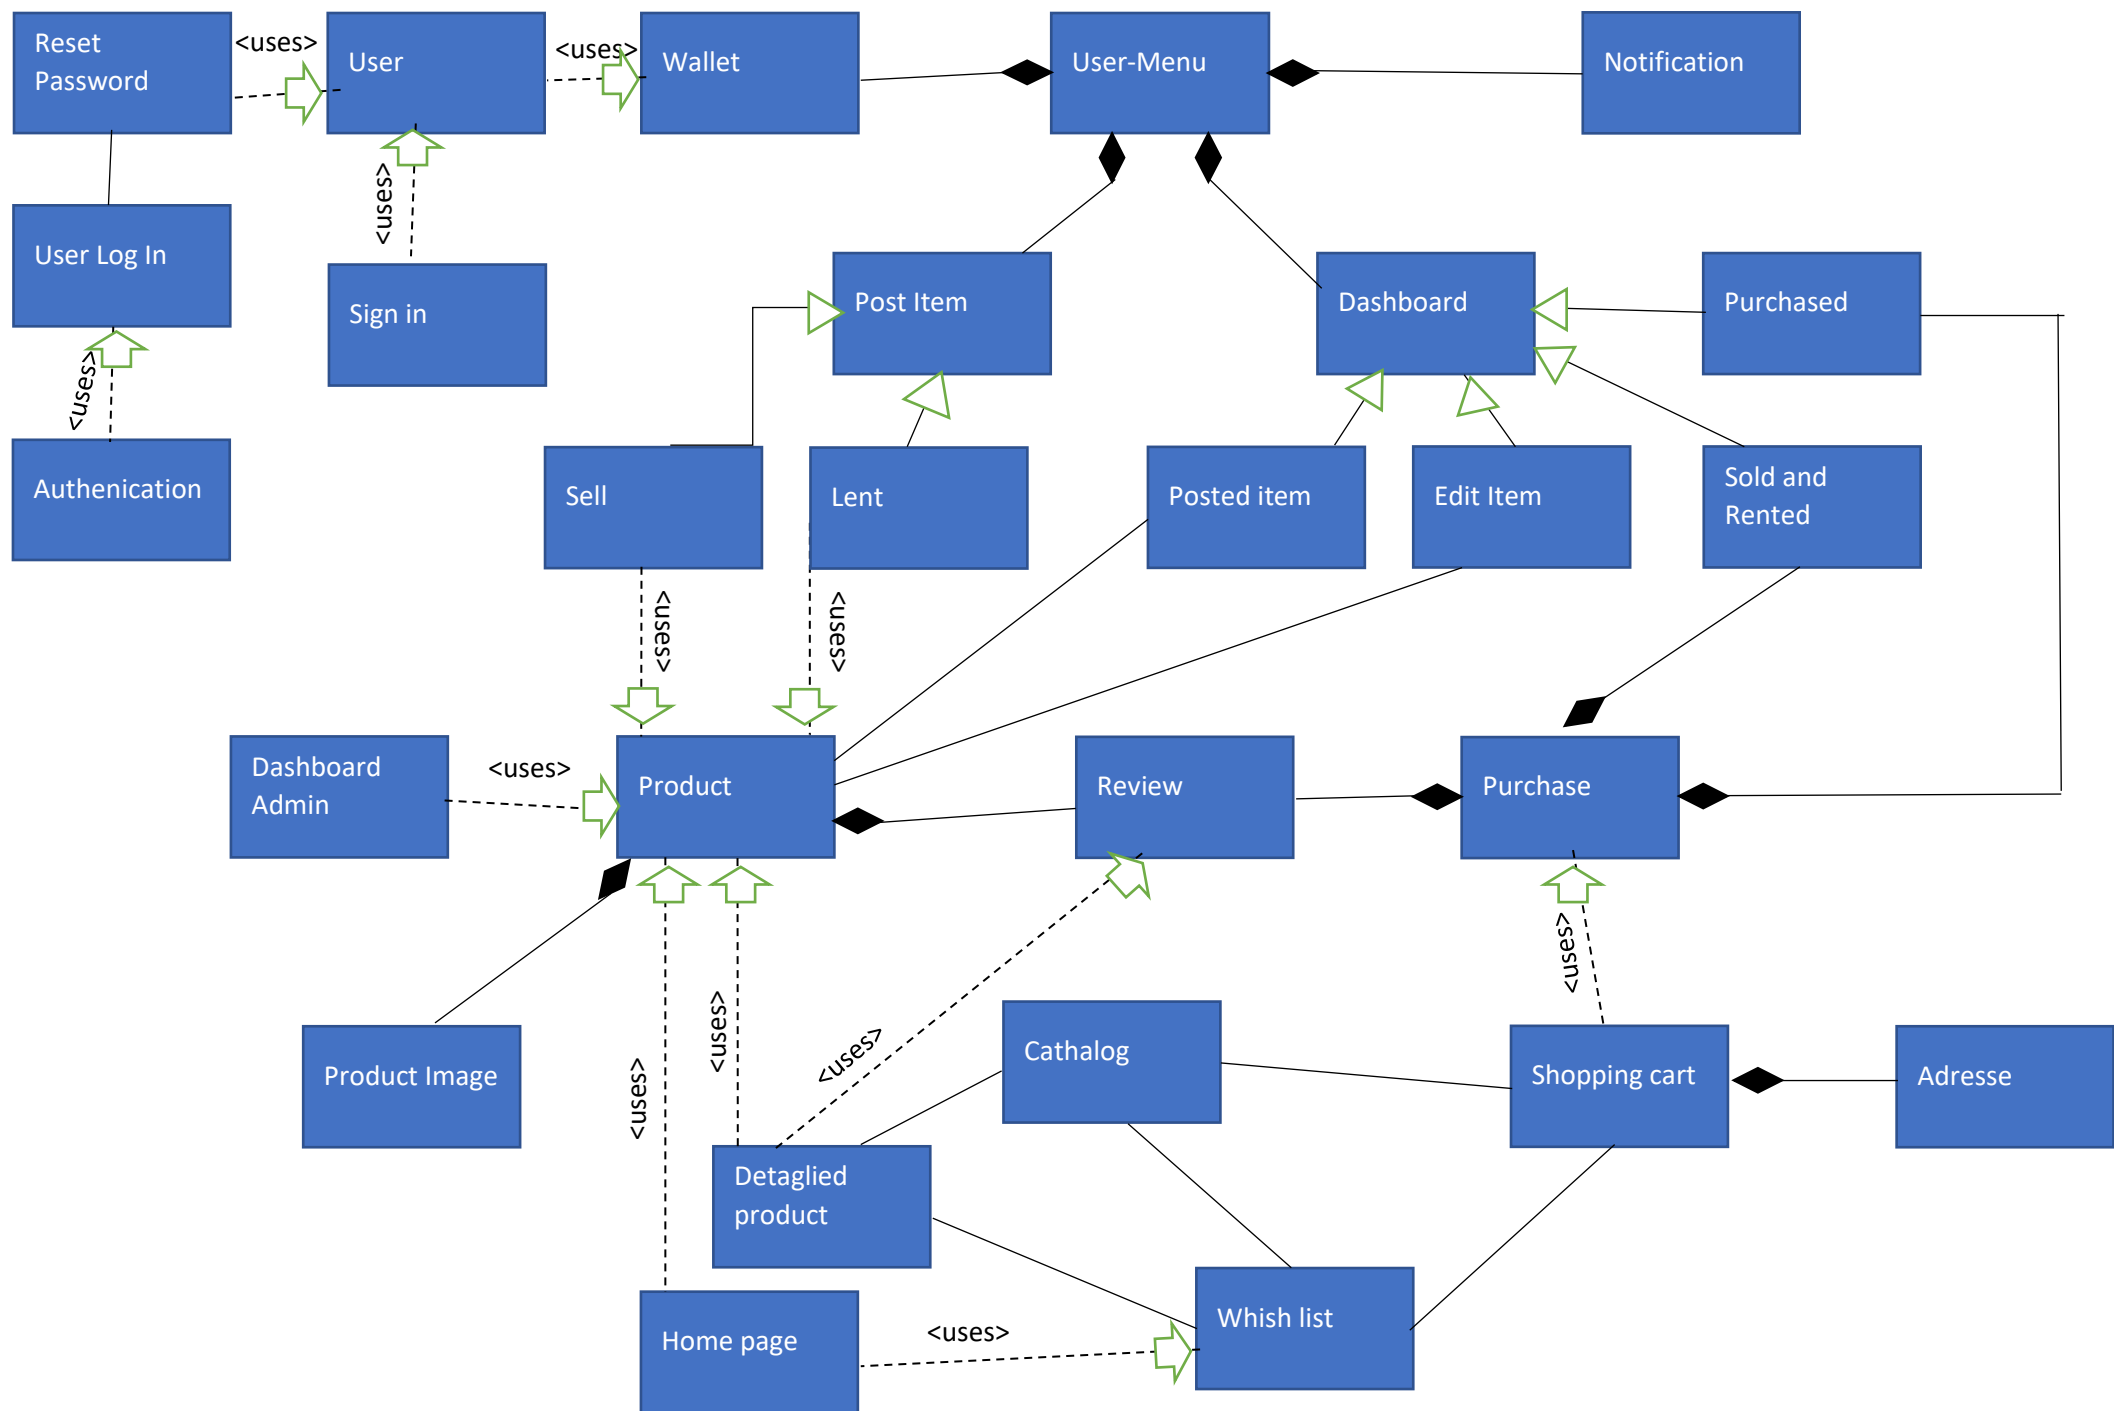 Reset
Password
<uses>
User
<uses>
Wallet
User-Menu
Notification
<uses>
User Log In
Sign in
Post Item
Dashboard
Purchased
<uses>
Authenication
Sell
Lent
Posted item
Edit Item
Sold and
Rented
<uses>
<uses>
Dashboard
Admin
<uses>
Product
Review
Purchase
<uses>
<uses>
<uses>
<uses>
Product Image
Cathalog
Shopping cart
Adresse
Detaglied
product
Home page
<uses>
Whish list